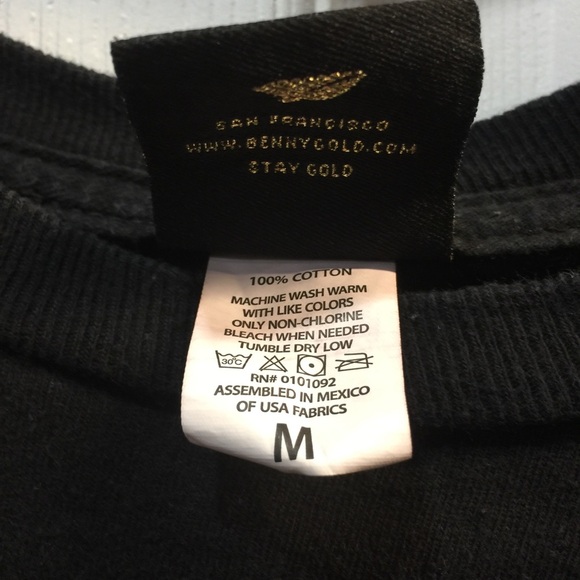 SAN FRANCISCO
WWW.BENNYGOLD.COM
STAY GOLD
100% COTTON
MACHINE WASH WARM
WITH LIKE COLORS
ONLY NON-CHLORINE
BLEACH WHEN NEEDED
TUMBLE DRY LOW
30°C
RN# 0101092
ASSEMBLED IN MEXICO
OF USA FABRICS
M